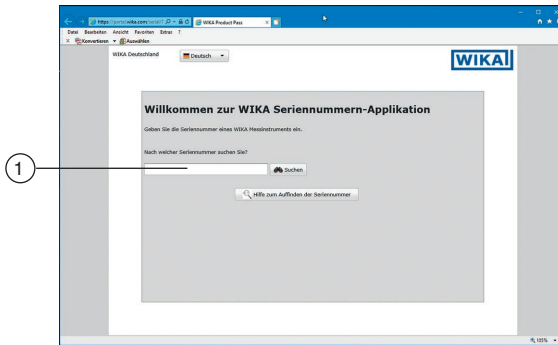 https://portal.wika.com/serial/?
WIKA Product Pass
Datei Bearbeiten Ansicht Favoriten Extras ?
x Konvertieren Auswählen
WIKA Deutschland Deutsch
WIKA
Willkommen zur WIKA Seriennummern-Applikation
Geben Sie die Seriennummer eines WIKA Messinstruments ein.
Nach welcher Seriennummer suchen Sie?
1
Suchen
Hilfe zum Auffinden der Seriennummer
105%